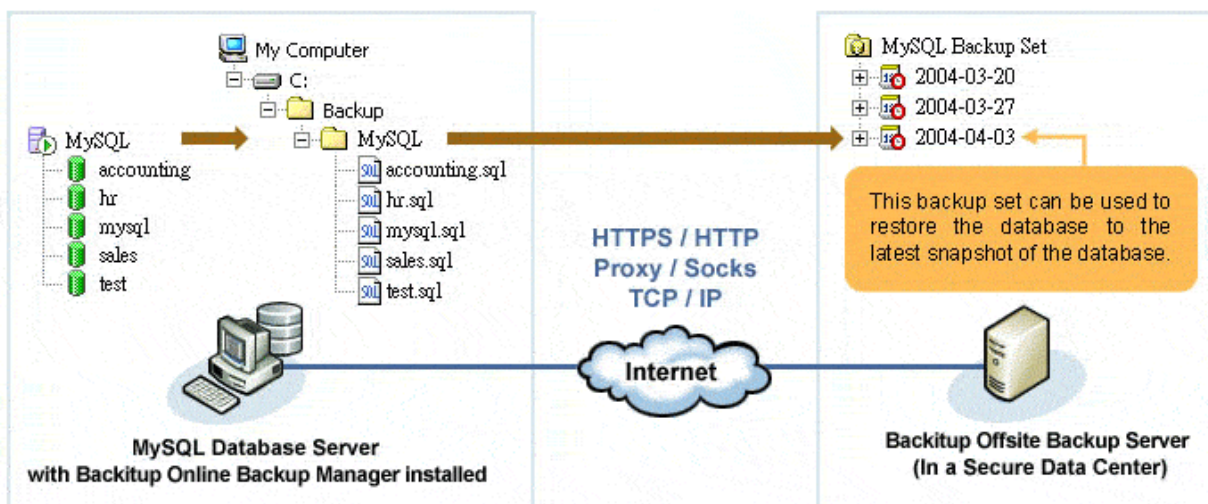 My Computer
C:
Backup
MySQL
MySQL
accounting
hr
mysql
sales
test
accounting.sql
hr.sql
mysql.sql
sales.sql
test.sql
MySQL Database Server
with Backitup Online Backup Manager installed
HTTPS / HTTP
Proxy / Socks
TCP / IP
Internet
MySQL Backup Set
2004-03-20
2004-03-27
2004-04-03
This backup set can be used to
restore the database to the
latest snapshot of the database.
Backitup Offsite Backup Server
(In a Secure Data Center)